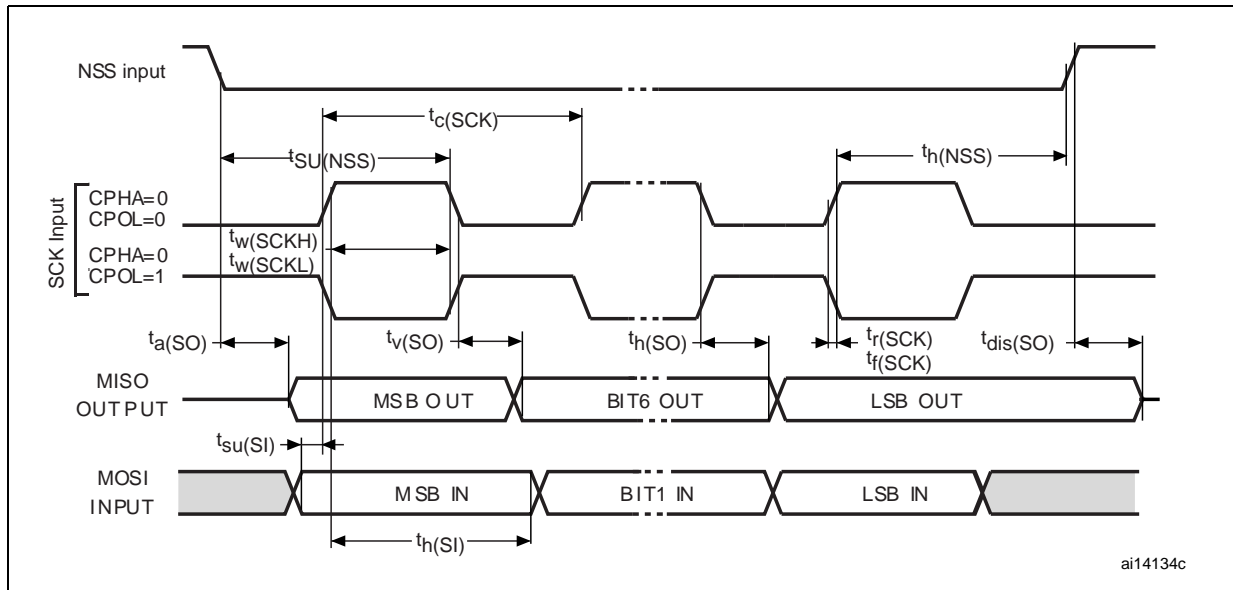 NSS input
tc(SCK)
tSU(NSS)
th(NSS)
SCK Input
CPHA=0
CPOL=0
tw(SCKH)
CPHA=0
tw(SCKL)
CPOL=1
ta(SO)
tv(SO)
th(SO)
tr(SCK)
tf(SCK)
tdis(SO)
MISO
OUTPUT
MSB OUT
BIT6 OUT
LSB OUT
tsu(SI)
MOSI
INPUT
MSB IN
BIT1 IN
LSB IN
th(SI)
ai14134c